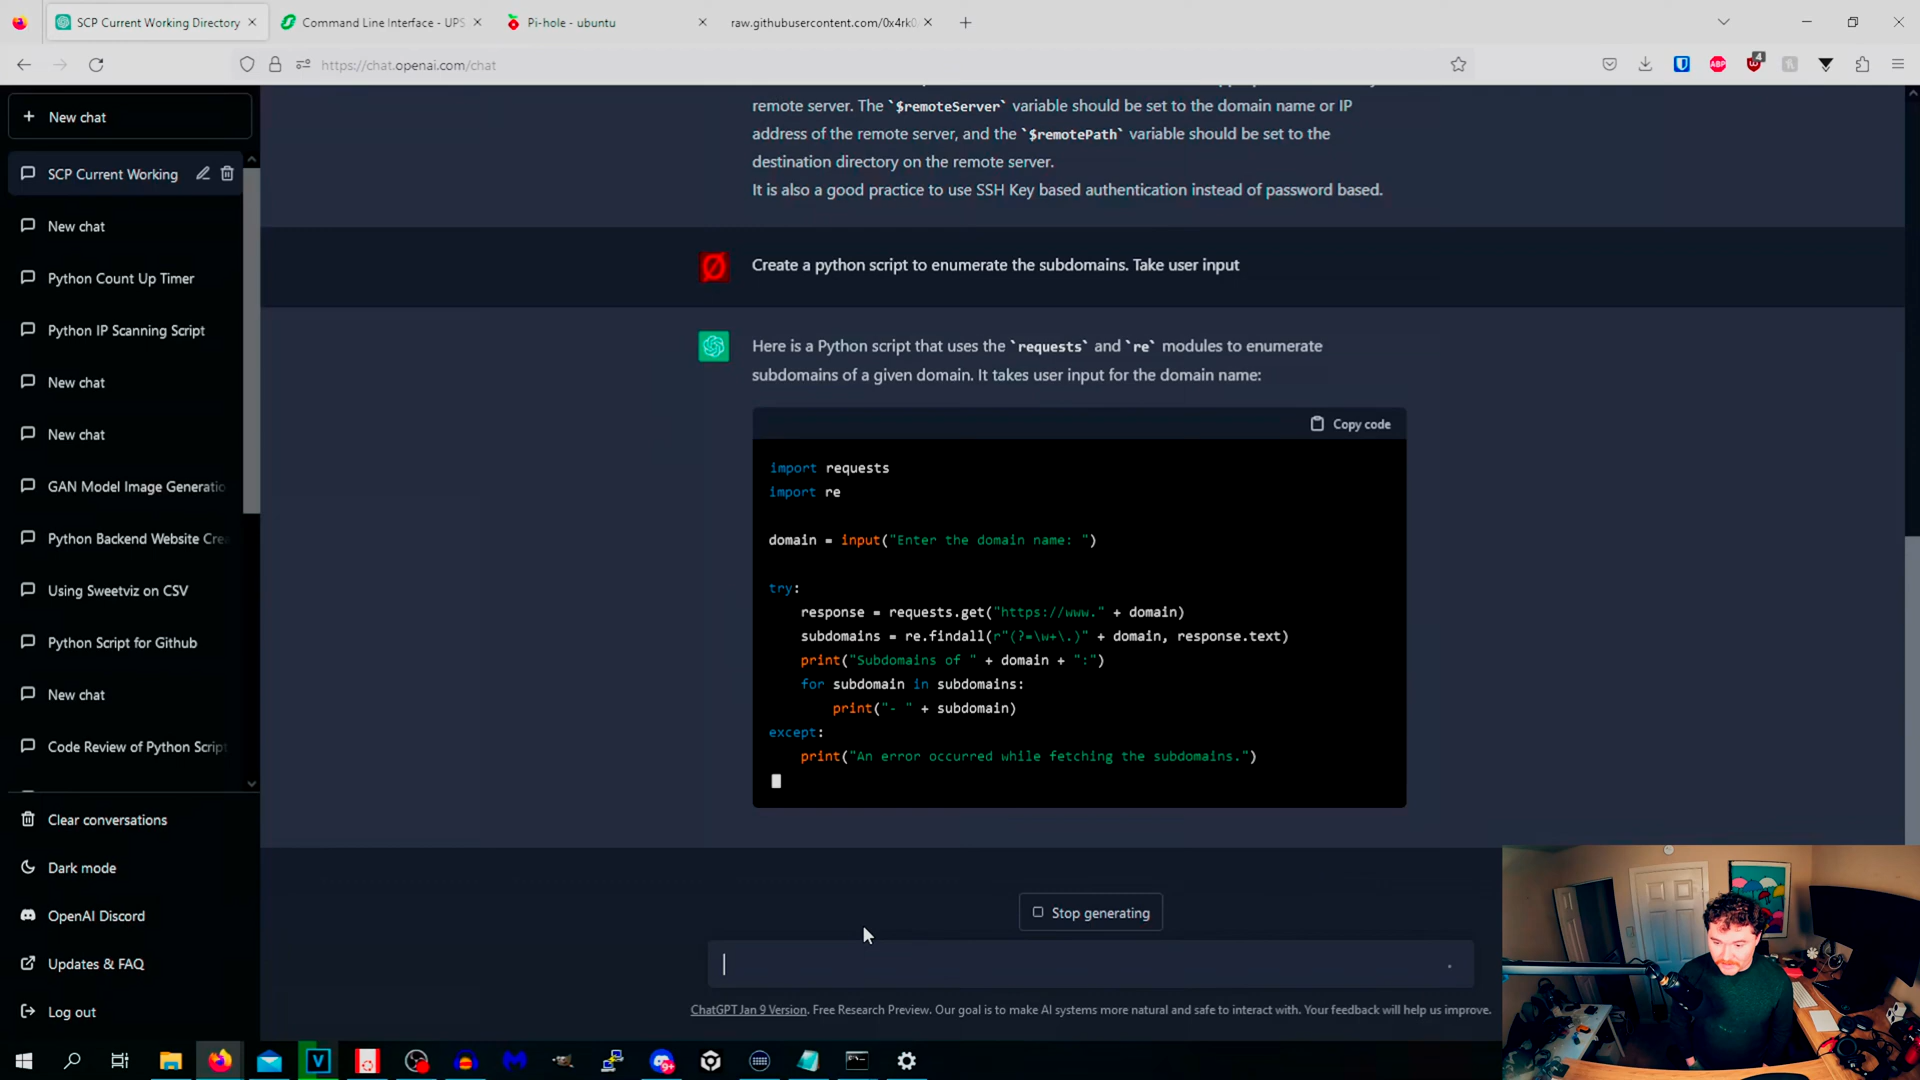 SCP Current Working Directory
Command Line Interface - UPS
Pi-hole - ubuntu
raw.githubusercontent.com/0x4rk0
https://chat.openai.com/chat
4
New chat
SCP Current Working
New chat
Python Count Up Timer
Python IP Scanning Script
New chat
New chat
GAN Model Image Generatio
Python Backend Website Cre
Using Sweetviz on CSV
Python Script for Github
New chat
Code Review of Python Script
Clear conversations
Dark mode
OpenAI Discord
Updates & FAQ
Log out
remote server. The `$remoteServer` variable should be set to the domain name or IP
address of the remote server, and the `$remotePath` variable should be set to the
destination directory on the remote server.
It is also a good practice to use SSH Key based authentication instead of password based.
Create a python script to enumerate the subdomains. Take user input
Here is a Python script that uses the `requests` and `re` modules to enumerate
subdomains of a given domain. It takes user input for the domain name:
Copy code
import requests
import re
domain = input("Enter the domain name: ")
try:
response = requests.get("https://www." + domain)
subdomains = re.findall(r"(?=\w+\.)" + domain, response.text)
print("Subdomains of " + domain + ":")
for subdomain in subdomains:
print("- " + subdomain)
except:
print("An error occurred while fetching the subdomains.")
Stop generating
ChatGPT Jan 9 Version. Free Research Preview. Our goal is to make AI systems more natural and safe to interact with. Your feedback will help us improve.